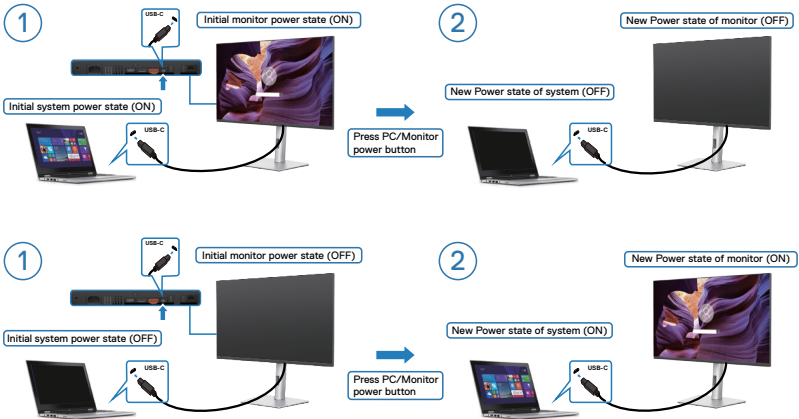 1
USB-C
Initial monitor power state (ON)
2
New Power state of monitor (OFF)
Initial system power state (ON)
USB-C
New Power state of system (OFF)
USB-C
Press PC/Monitor
power button
1
USB-C
Initial monitor power state (OFF)
2
New Power state of monitor (ON)
Initial system power state (OFF)
USB-C
New Power state of system (ON)
USB-C
Press PC/Monitor
power button